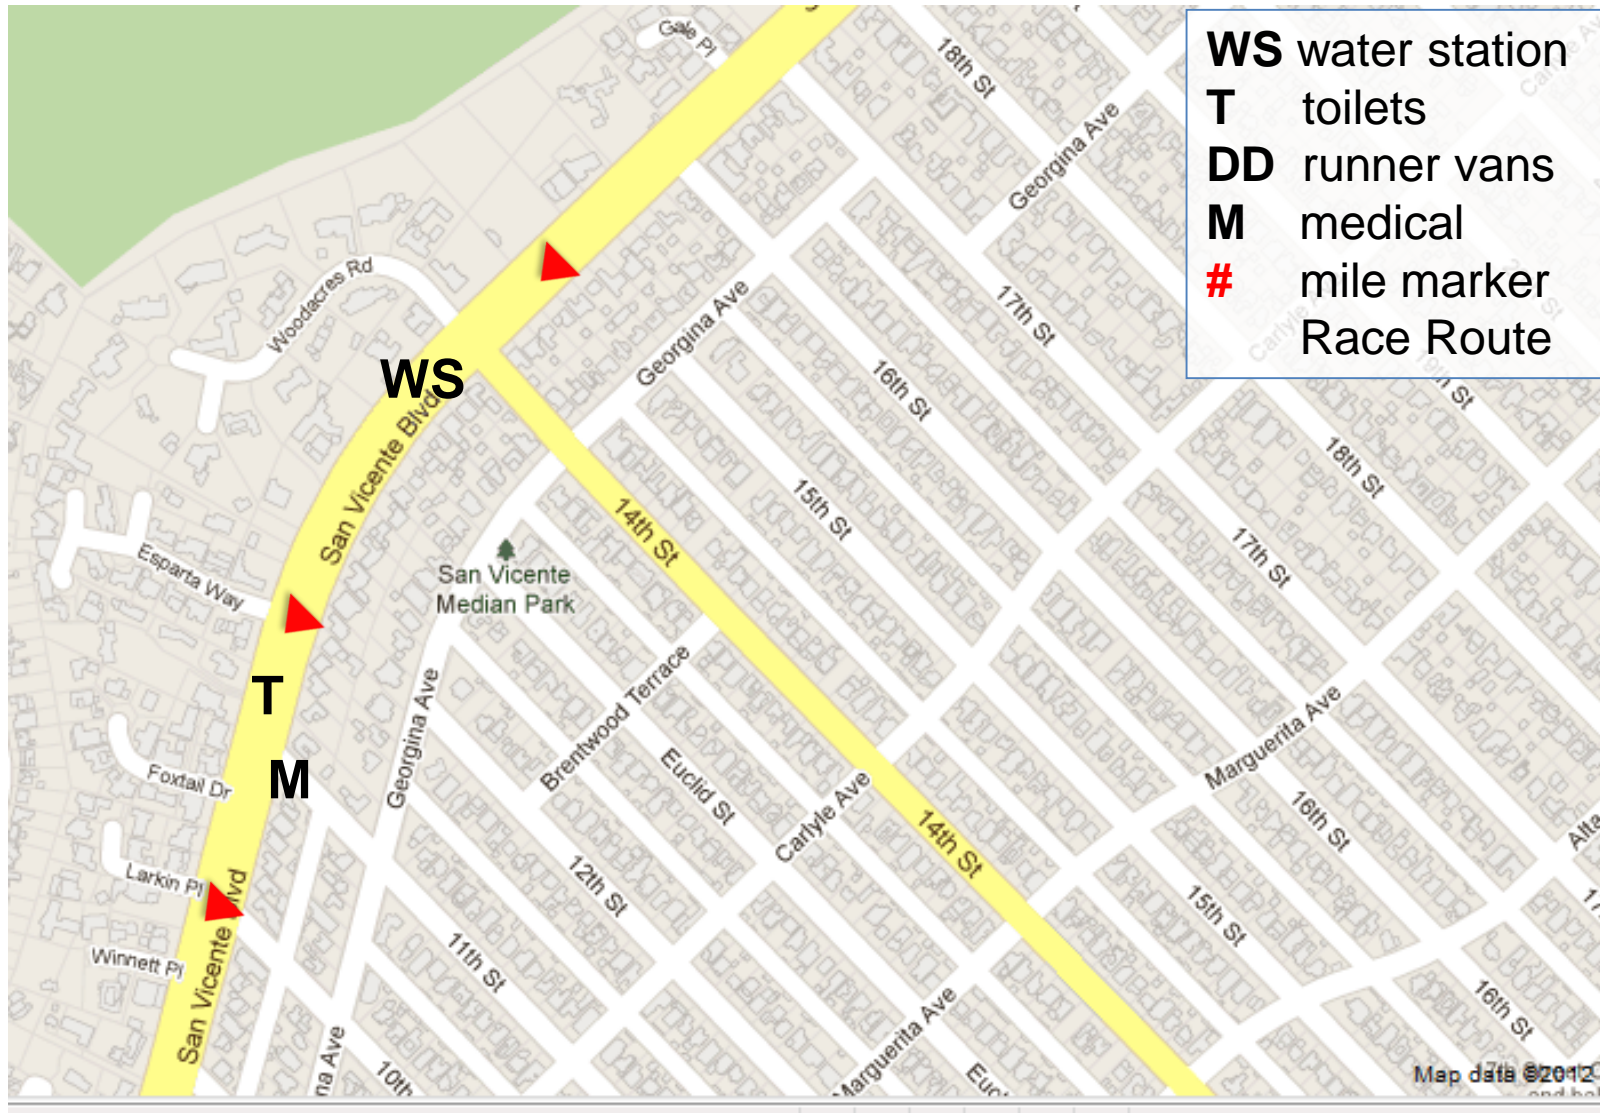 WS water station
T toilets
DD runner vans
M medical
# mile marker
Race Route
Gale Pl
18th St
Georgina Ave
Woodacres Rd
17th St
Georgina Ave
16th St
WS
San Vicente Blvd
19th St
18th St
15th St
14th St
17th St
San Vicente
Median Park
Esparta Way
T
Georgina Ave
Brentwood Terrace
Marguerita Ave
M
Foxtail Dr
Euclid St
Carlyle Ave
16th St
14th St
Larkin Pl
12th St
15th St
San Vicente Blvd
Winnett Pl
11th St
16th St
Marguerita Ave
10th
Map data ©2012